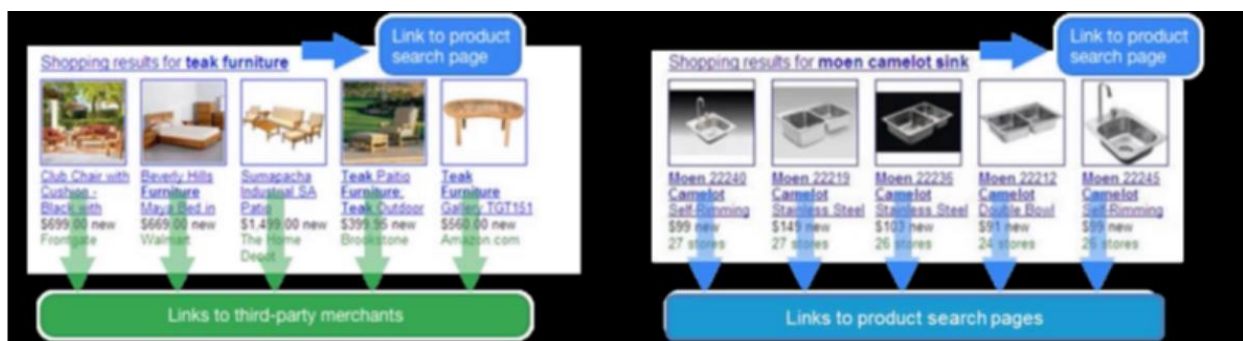 Link to product
search page
Shopping results for teak furniture
Club Chair with
Cushion -
Black with
$699.00 new
Frontgate
Beverly Hills
Furniture
Maya Bed in
$669.00 new
Walmart
Sumapacha
Industrial SA
Patio
$1,499.00 new
The Home
Depot
Teak Patio
Furniture:
Teak Outdoor
$399.95 new
Brookstone
Teak
Furniture
Gallery TGT151
$560.00 new
Amazon.com
Links to third-party merchants
Link to product
search page
Shopping results for moen camelot sink
Moen 22240
Camelot
Self-Rimming
$99 new
27 stores
Moen 22219
Camelot
Stainless Steel
$149 new
27 stores
Moen 22236
Camelot
Stainless Steel
$103 new
26 stores
Moen 22212
Camelot
Double Bowl
$91 new
24 stores
Moen 22245
Camelot
Self-Rimming
$99 new
26 stores
Links to product search pages